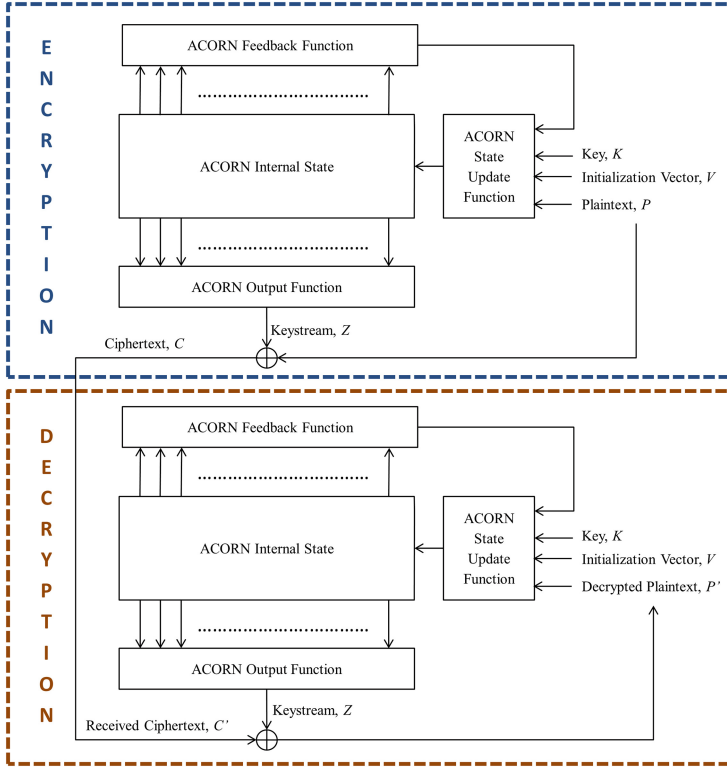 ENCRYPTION
ACORN Feedback Function
ACORN Internal State
ACORN
State
Update
Function
Key, K
Initialization Vector, V
Plaintext, P
ACORN Output Function
Keystream, Z
Ciphertext, C
DECRYPTION
ACORN Feedback Function
ACORN Internal State
ACORN
State
Update
Function
Key, K
Initialization Vector, V
Decrypted Plaintext, P’
ACORN Output Function
Keystream, Z
Received Ciphertext, C’